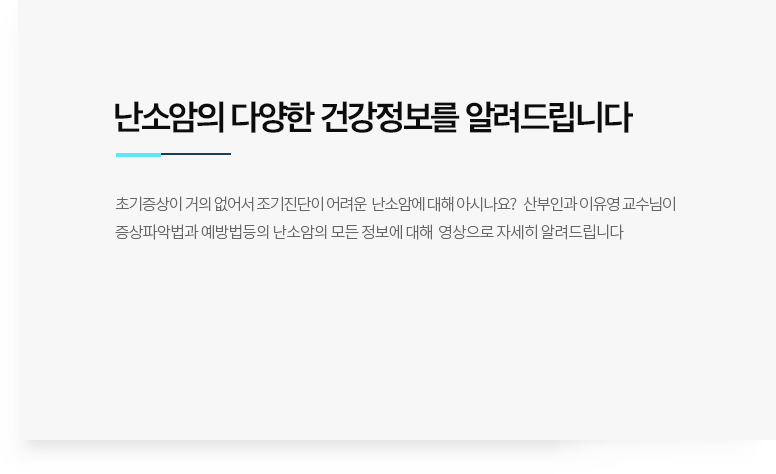 난소암의 다양한 건강정보를 알려드립니다
초기증상이 거의 없어서 조기진단이 어려운 난소암에 대해 아시나요? 산부인과 이유영 교수님이
증상파악법과 예방법등의 난소암의 모든 정보에 대해 영상으로 자세히 알려드립니다